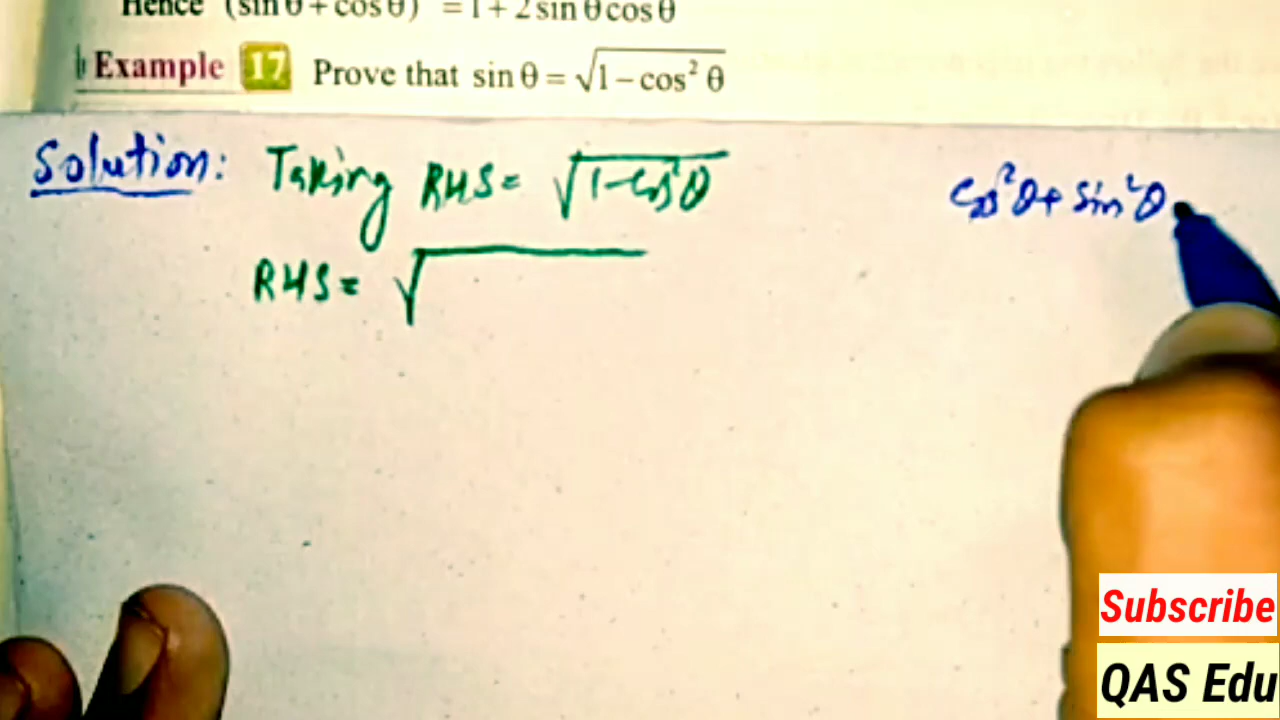 Hence (sin θ + cos θ) = 1 + 2 sin θ cos θ
Example 17 Prove that sin θ = √1 − cos² θ
Solution: Taking RHS = √1-cos²θ
cos²θ + sin²θ
RHS = √
Subscribe
QAS Edu